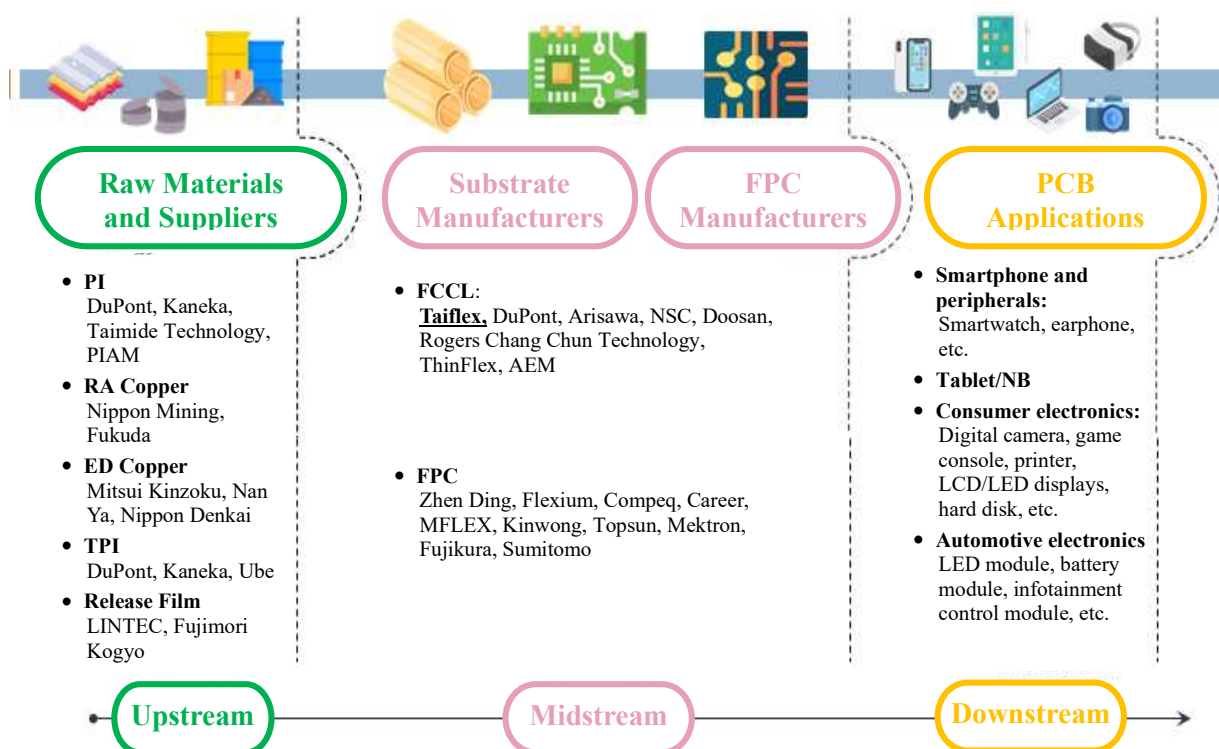 Raw Materials
and Suppliers
Substrate
Manufacturers
FPC
Manufacturers
PCB
Applications
• PI
DuPont, Kaneka,
Taimide Technology,
PIAM
• RA Copper
Nippon Mining,
Fukuda
• ED Copper
Mitsui Kinzoku, Nan
Ya, Nippon Denkai
• TPI
DuPont, Kaneka, Ube
• Release Film
LINTEC, Fujimori
Kogyo
• FCCL:
Taiflex, DuPont, Arisawa, NSC, Doosan,
Rogers Chang Chun Technology,
ThinFlex, AEM
• FPC
Zhen Ding, Flexium, Compeq, Career,
MFLEX, Kinwong, Topsun, Mektron,
Fujikura, Sumitomo
• Smartphone and
peripherals:
Smartwatch, earphone,
etc.
• Tablet/NB
• Consumer electronics:
Digital camera, game
console, printer,
LCD/LED displays,
hard disk, etc.
• Automotive electronics
LED module, battery
module, infotainment
control module, etc.
Upstream
Midstream
Downstream